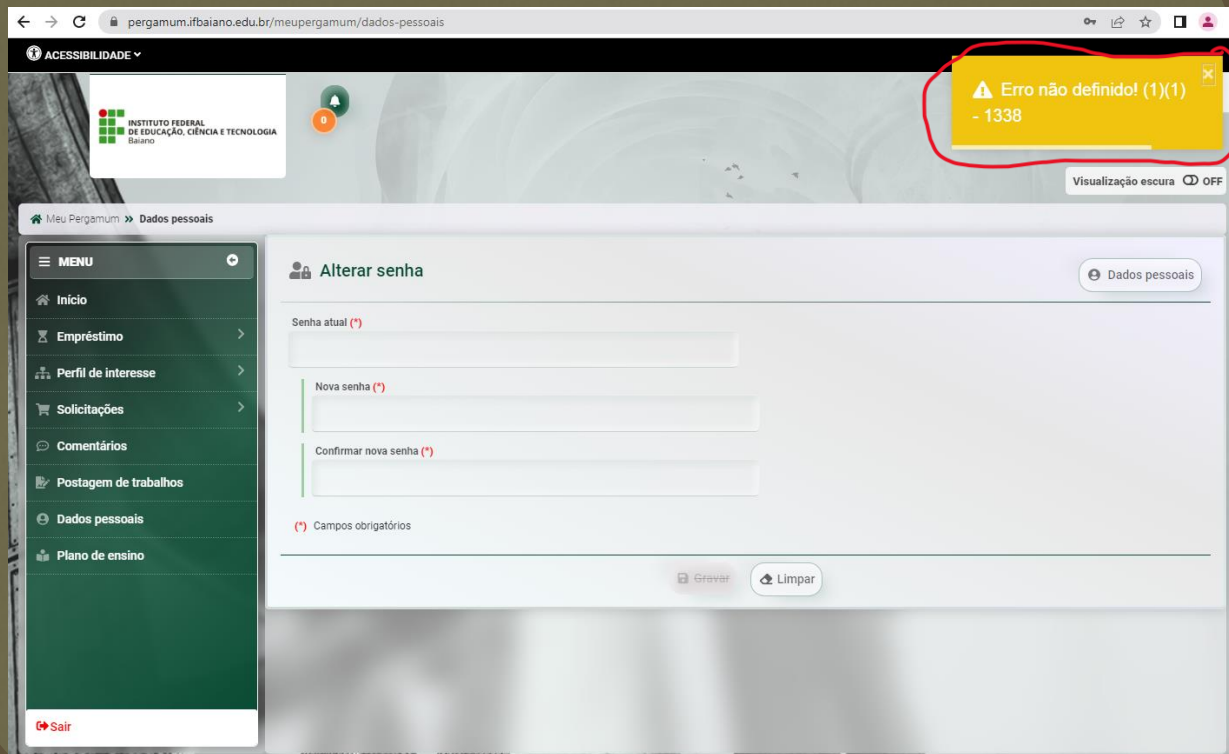 pergamum.ifbaiano.edu.br/meupergamum/dados-pessoais
ACESSIBILIDADE
Erro não definido! (1)(1)
- 1338
INSTITUTO FEDERAL
DE EDUCAÇÃO, CIÊNCIA E TECNOLOGIA
Baiano
0
Visualização escura OFF
Meu Pergamum » Dados pessoais
MENU
Alterar senha
Dados pessoais
Início
Senha atual (*)
Empréstimo
Perfil de interesse
Nova senha (*)
Solicitações
Comentários
Confirmar nova senha (*)
Postagem de trabalhos
Dados pessoais
(*) Campos obrigatórios
Plano de ensino
Gravar
Limpar
Sair